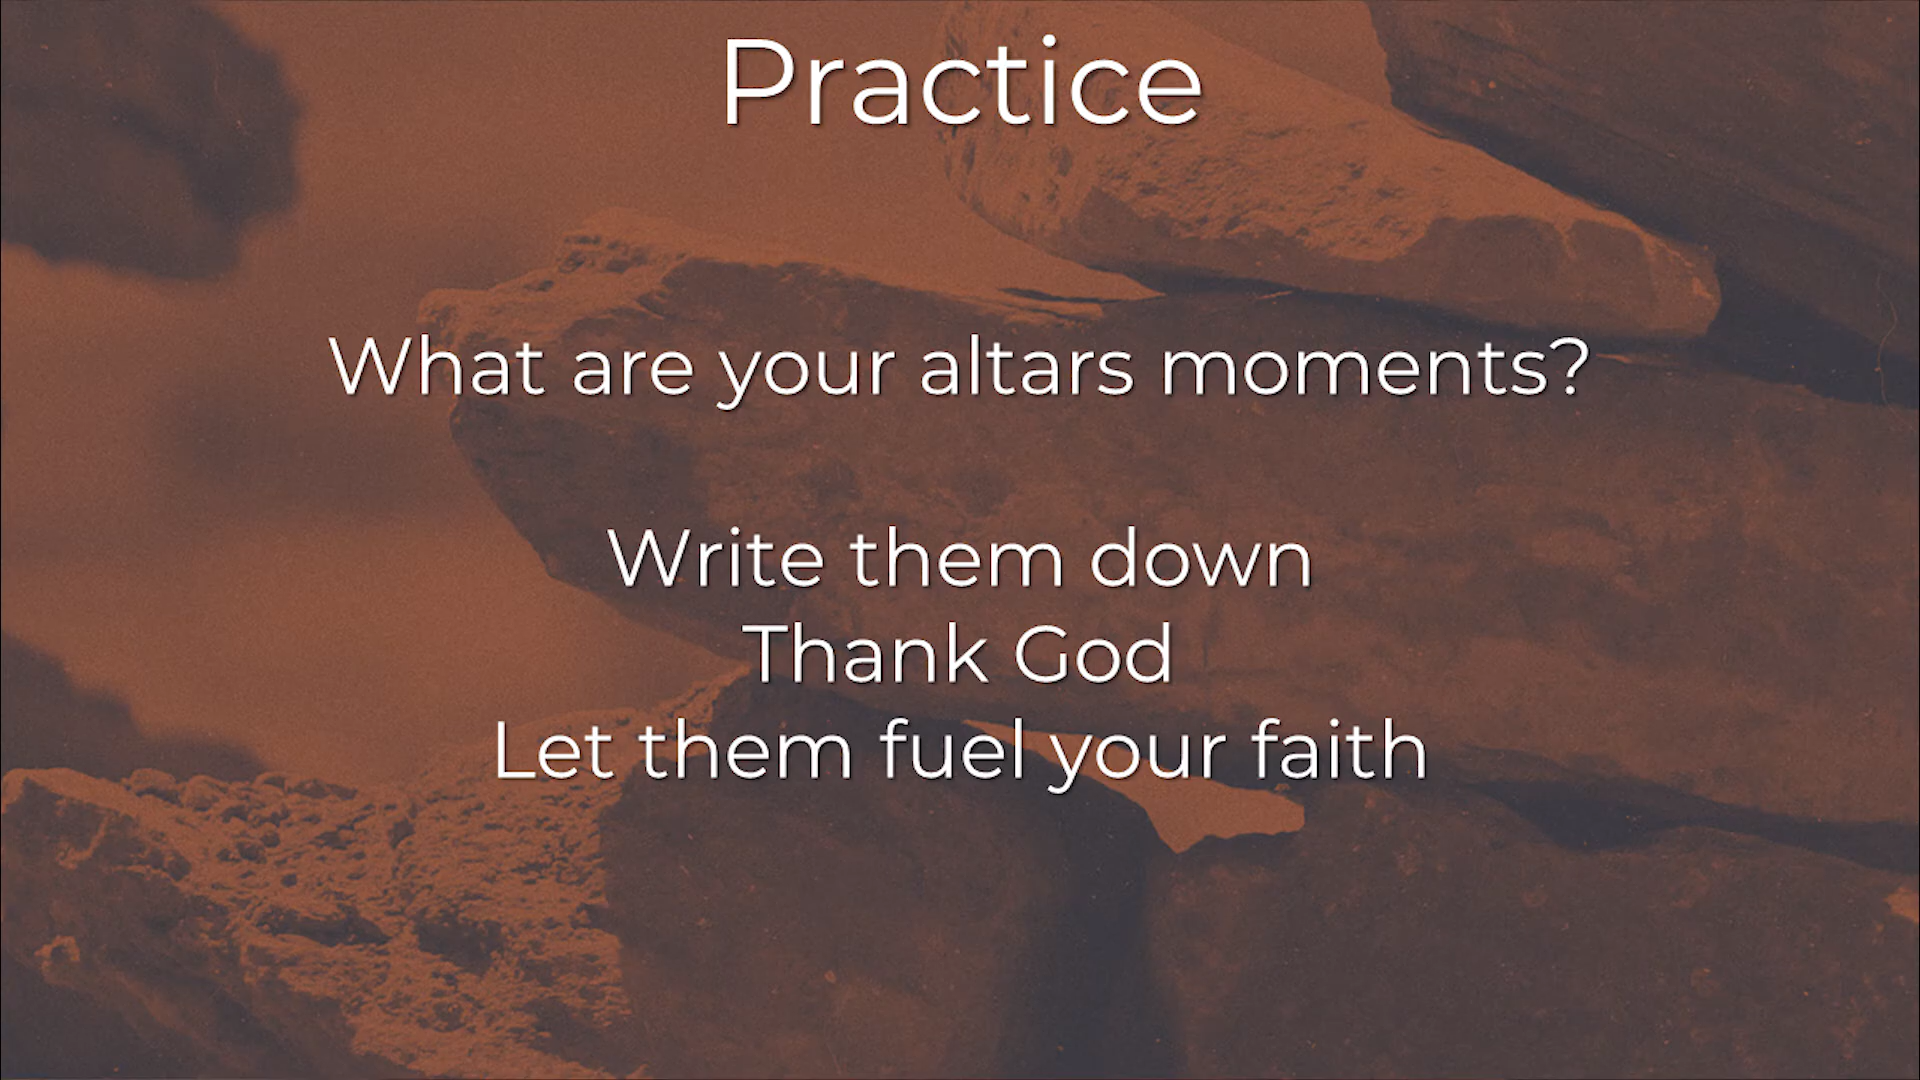 Practice
What are your altars moments?
Write them down
Thank God
Let them fuel your faith